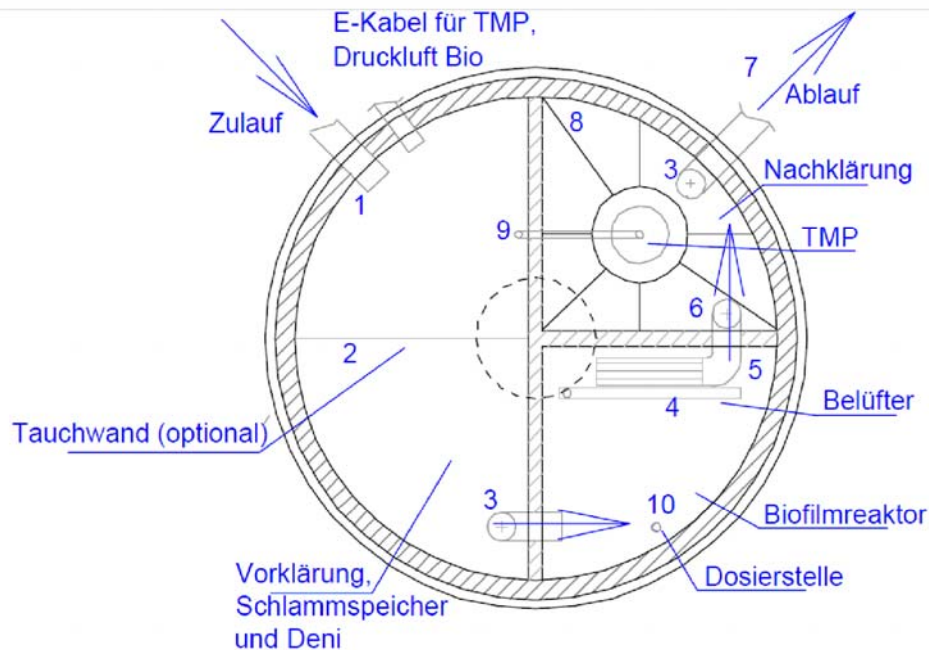 E-Kabel für TMP,
Druckluft Bio
7
Zulauf
Ablauf
8
3
Nachklärung
1
9
TMP
6
2
5
4
Belüfter
Tauchwand (optional)
3
10
Biofilmreaktor
Vorklärung,
Schlammspeicher
und Deni
Dosierstelle